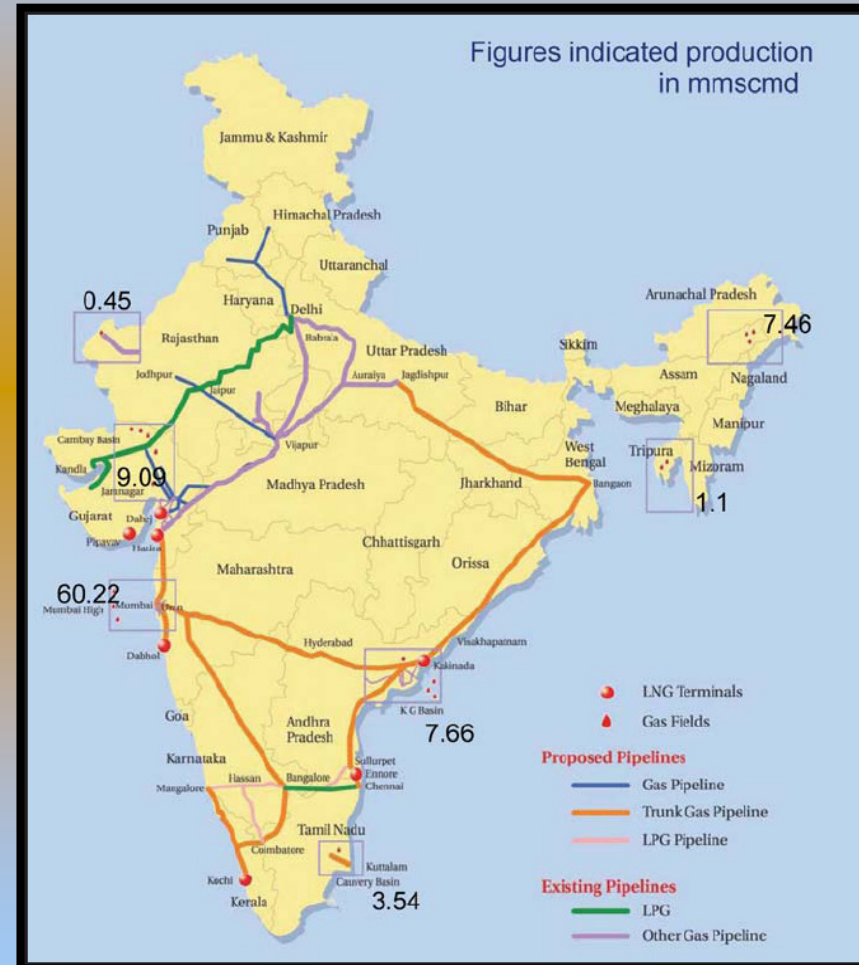 Figures indicated production
in mmscmd
Jammu & Kashmir
Himachal Pradesh
Punjab
Uttaranchal
Haryana
Delhi
0.45
Rajasthan
Babrala
Uttar Pradesh
Arunachal Pradesh
7.46
Sikkim
Assam
Nagaland
Jodhpur
Jaipur
Auraiya
Jagdishpur
Bihar
Meghalaya
Manipur
Cambay Basin
Vijapur
West
Bengal
Tripura
Mizoram
Kandla
9.09
Jamnagar
Madhya Pradesh
Jharkhand
Bangaon
1.1
Gujarat
Dahej
Pipavav
Hazira
Chhattisgarh
Orissa
Maharashtra
60.22
Mumbai High
Mumbai
Uran
Dabhol
Hyderabad
Visakhapatnam
Kakinada
K G Basin
7.66
Goa
Andhra
Pradesh
Karnataka
Sullurpet
Ennore
Chennai
Mangalore
Hassan
Bangalore
Tamil Nadu
Coimbatore
Kuttalam
Cauvery Basin
3.54
Kochi
Kerala
LNG Terminals
Gas Fields
Proposed Pipelines
Gas Pipeline
Trunk Gas Pipeline
LPG Pipeline
Existing Pipelines
LPG
Other Gas Pipeline